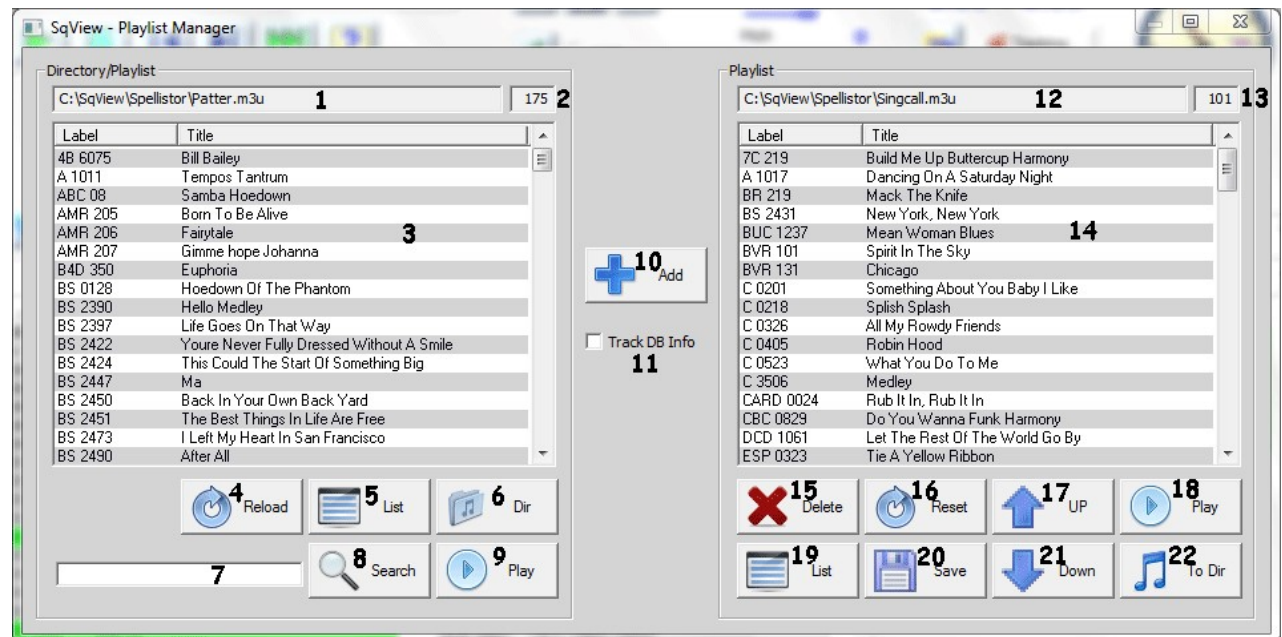 SqView - Playlist Manager
Directory/Playlist
C:\SqView\Spellistor\Patter.m3u 1 175 2
Label Title
4B 6075 Bill Bailey
A 1011 Tempos Tantrum
ABC 08 Samba Hoedown
AMR 205 Born To Be Alive
AMR 206 Fairytale 3
AMR 207 Gimme hope Johanna
B4D 350 Euphoria
BS 0128 Hoedown Of The Phantom
BS 2390 Hello Medley
BS 2397 Life Goes On That Way
BS 2422 Youre Never Fully Dressed Without A Smile
BS 2424 This Could The Start Of Something Big
BS 2447 Ma
BS 2450 Back In Your Own Back Yard
BS 2451 The Best Things In Life Are Free
BS 2473 I Left My Heart In San Francisco
BS 2490 After All
4 Reload 5 List 6 Dir
7 8 Search 9 Play
10 Add
Track DB Info
11
Playlist
C:\SqView\Spellistor\Singcall.m3u 12 101 13
Label Title
7C 219 Build Me Up Buttercup Harmony
A 1017 Dancing On A Saturday Night
BR 219 Mack The Knife
BS 2431 New York, New York
BUC 1237 Mean Woman Blues 14
BVR 101 Spirit In The Sky
BVR 131 Chicago
C 0201 Something About You Baby I Like
C 0218 Splish Splash
C 0326 All My Rowdy Friends
C 0405 Robin Hood
C 0523 What You Do To Me
C 3506 Medley
CARD 0024 Rub It In, Rub It In
CBC 0829 Do You Wanna Funk Harmony
DCD 1061 Let The Rest Of The World Go By
ESP 0323 Tie A Yellow Ribbon
15 Delete 16 Reset 17 UP 18 Play
19 List 20 Save 21 Down 22 To Dir